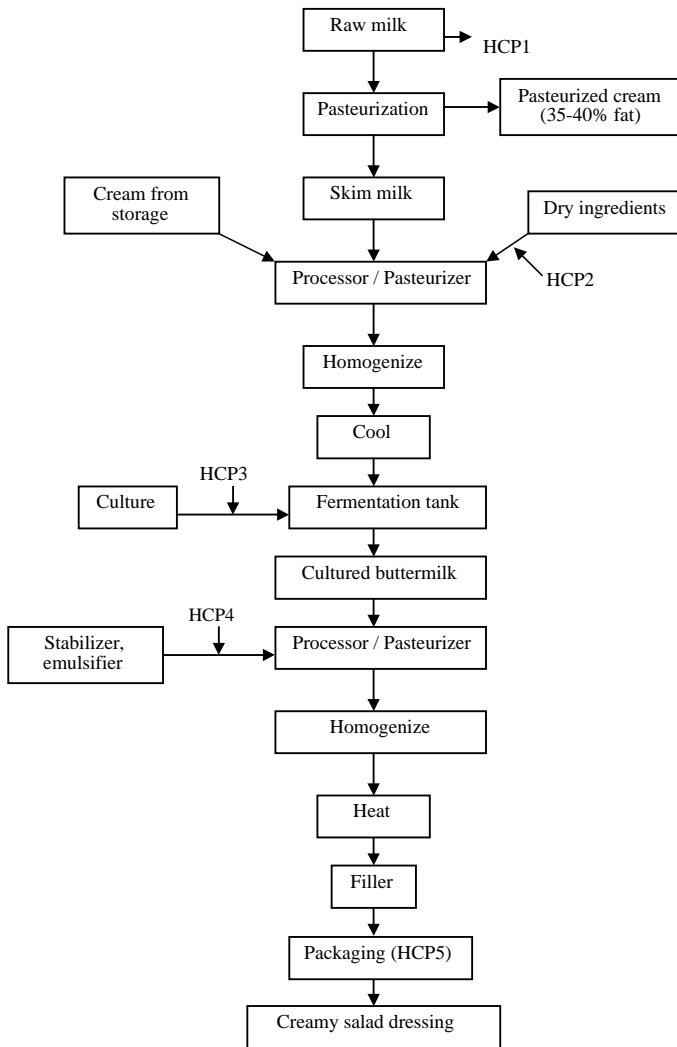 Raw milk
HCP1
Pasteurization
Pasteurized cream
(35-40% fat)
Cream from
storage
Skim milk
Dry ingredients
Processor / Pasteurizer
HCP2
Homogenize
Cool
HCP3
Culture
Fermentation tank
Cultured buttermilk
HCP4
Stabilizer,
emulsifier
Processor / Pasteurizer
Homogenize
Heat
Filler
Packaging (HCP5)
Creamy salad dressing